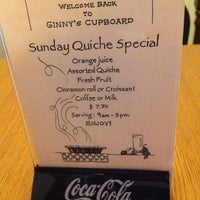 WELCOME BACK
TO
GINNY'S CUPBOARD
Sunday Quiche Special
Orange juice
Assorted Quiche
Fresh Fruit
Cinnamon roll or Croissant
Coffee or Milk
$7.90
Serving: 9am - 3pm
ENJOY!
Coca-Cola